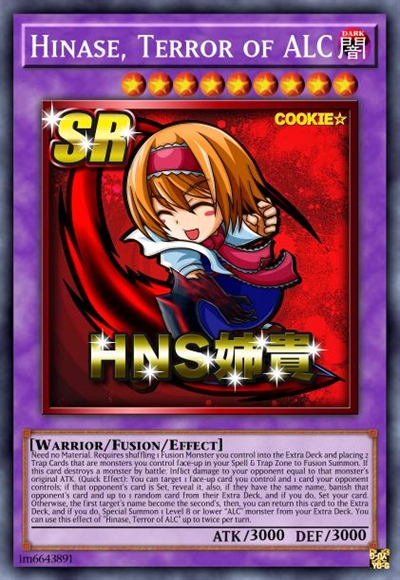 HINASE, TERROR OF ALC
DARK
闇
SR
COOKIE☆
HNS姉貴
[WARRIOR/FUSION/EFFECT]
Need no Material. Requires shuffling 1 Fusion Monster you control into the Extra Deck and placing 2
Trap Cards that are monsters you control face-up in your Spell & Trap Zone to Fusion Summon. If
this card destroys a monster by battle: Inflict damage to your opponent equal to that monster's
original ATK. (Quick Effect): You can target 1 face-up card you control and 1 card your opponent
controls; if that opponent's card is Set, reveal it, also, if they have the same name, banish that
opponent's card and up to 1 random card from their Extra Deck, and if you do, Set your card.
Otherwise, the first target's name become the second's, then, you can return this card to the Extra
Deck, and if you do, Special Summon 1 Level 8 or lower "ALC" monster from your Extra Deck. You
can use this effect of "Hinase, Terror of ALC" up to twice per turn.
ATK/3000 DEF/3000
im6643891